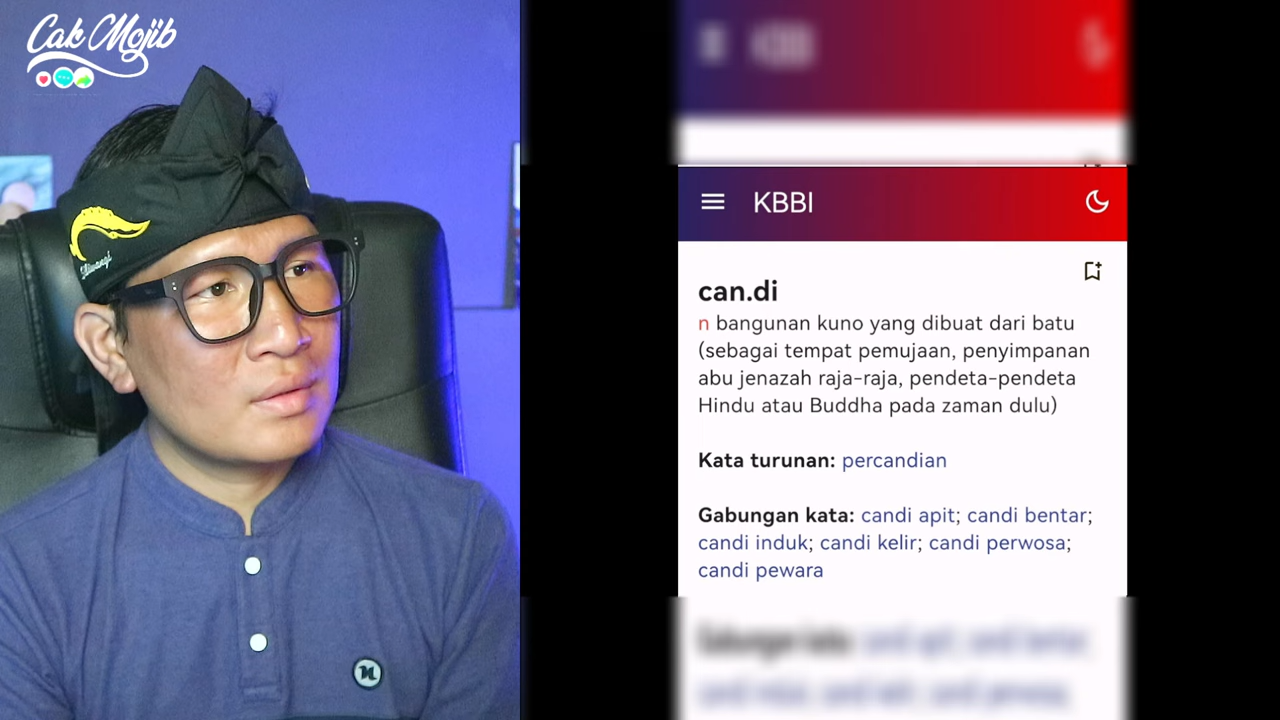 Cak Mojib
Siliwangi
KBBI
can.di
n bangunan kuno yang dibuat dari batu
(sebagai tempat pemujaan, penyimpanan
abu jenazah raja-raja, pendeta-pendeta
Hindu atau Buddha pada zaman dulu)
Kata turunan: percandian
Gabungan kata: candi apit; candi bentar;
candi induk; candi kelir; candi perwosa;
candi pewara